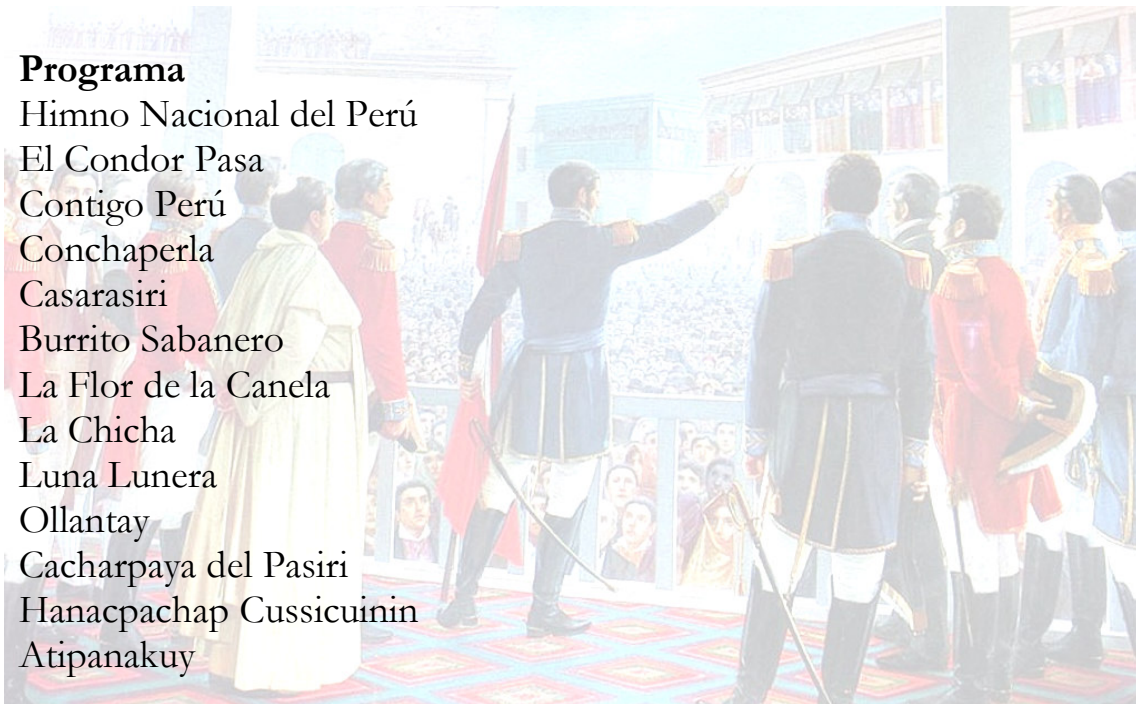 Programa
Himno Nacional del Perú
El Condor Pasa
Contigo Perú
Conchaperla
Casarasiri
Burrito Sabanero
La Flor de la Canela
La Chicha
Luna Lunera
Ollantay
Cacharpaya del Pasiri
Hanacpachap Cussicuinin
Atipanakuy